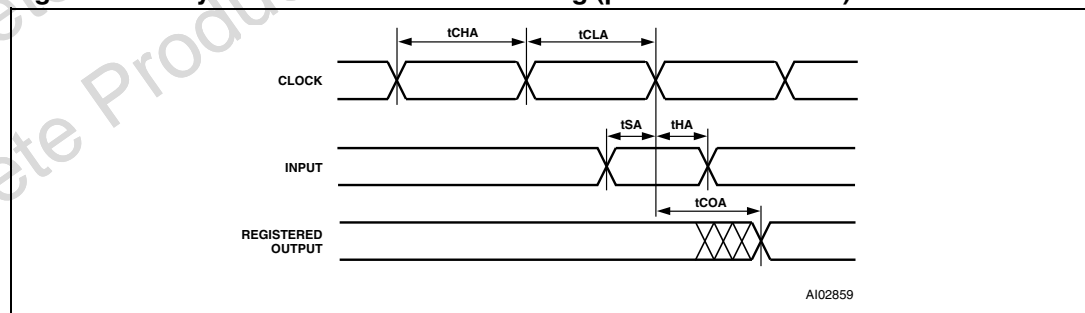 tCHA tCLA
CLOCK
tSA tHA
INPUT
tCOA
REGISTERED
OUTPUT
AI02859